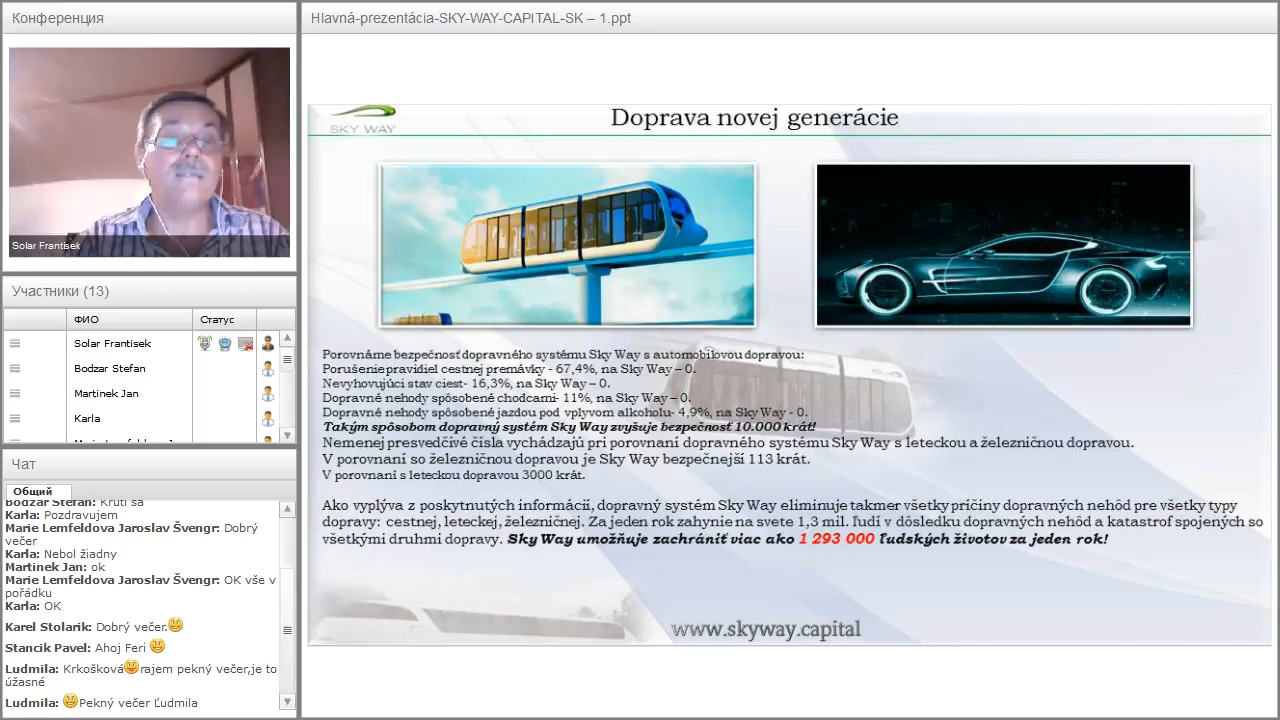 Конференция
Solar Frantisek
Участники (13)
ФИО
Статус
Solar Frantisek
Bodzar Stefan
Martinek Jan
Karla
Чат
Общий
Bodzar Stefan: Krúti sa
Karla: Pozdravujem
Marie Lemfeldova Jaroslav Švengr: Dobrý
večer
Karla: Nebol žiadny
Martinek Jan: ok
Marie Lemfeldova Jaroslav Švengr: OK vše v
pořádku
Karla: OK
Karel Stolarik: Dobrý večer.
Stancik Pavel: Ahoj Feri
Ludmila: Krkošková rajem pekný večer,je to
úžasné
Ludmila: Pekný večer Ľudmila
Hlavná-prezentácia-SKY-WAY-CAPITAL-SK – 1.ppt
SKY WAY
Doprava novej generácie
Porovnáme bezpečnosť dopravného systému Sky Way s automobilovou dopravou:
Porušenie pravidiel cestnej premávky - 67,4%, na Sky Way – 0.
Nevyhovujúci stav ciest- 16,3%, na Sky Way – 0.
Dopravné nehody spôsobené chodcami- 11%, na Sky Way – 0.
Dopravné nehody spôsobené jazdou pod vplyvom alkoholu- 4,9%, na Sky Way - 0.
Takým spôsobom dopravný systém Sky Way zvyšuje bezpečnosť 10.000 krát!
Nemenej presvedčivé čísla vychádzajú pri porovnaní dopravného systému Sky Way s leteckou a železničnou dopravou.
V porovnaní so železničnou dopravou je Sky Way bezpečnejší 113 krát.
V porovnaní s leteckou dopravou 3000 krát.
Ako vyplýva z poskytnutých informácií, dopravný systém Sky Way eliminuje takmer všetky príčiny dopravných nehôd pre všetky typy
dopravy: cestnej, leteckej, železničnej. Za jeden rok zahynie na svete 1,3 mil. ľudí v dôsledku dopravných nehôd a katastrof spojených so
všetkými druhmi dopravy. Sky Way umožňuje zachrániť viac ako 1 293 000 ľudských životov za jeden rok!
www.skyway.capital